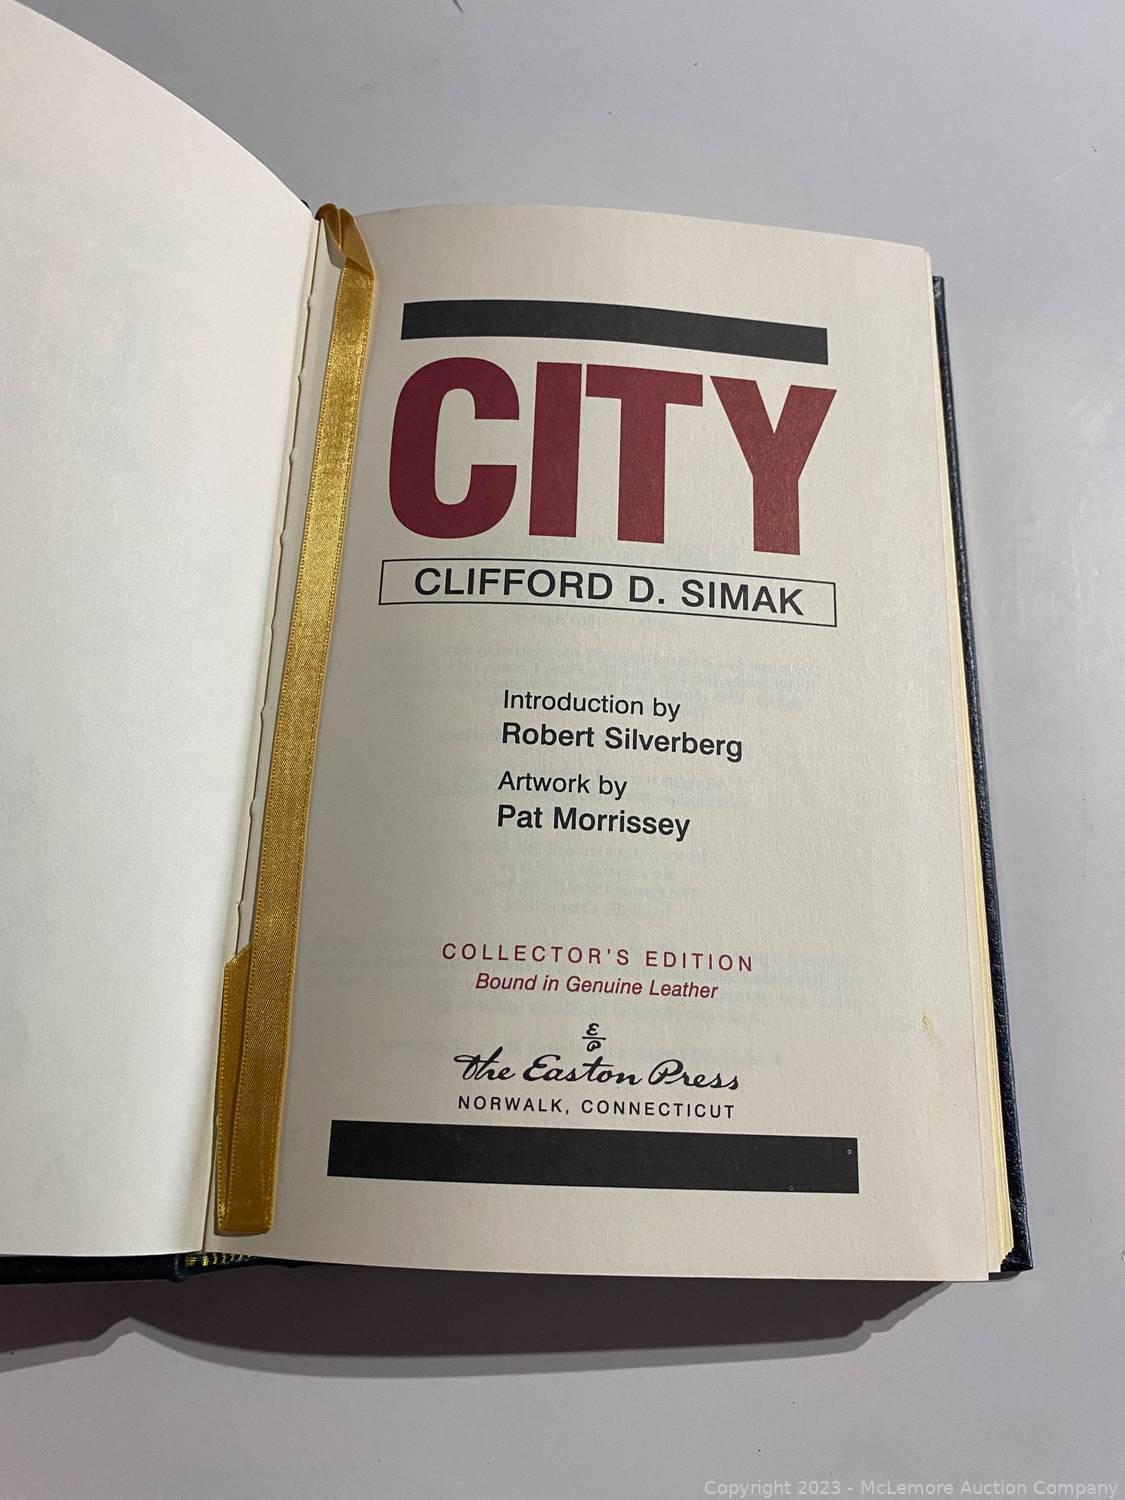 CITY
CLIFFORD D. SIMAK
Introduction by
Robert Silverberg
Artwork by
Pat Morrissey
COLLECTOR'S EDITION
Bound in Genuine Leather
E
P
The Easton Press
NORWALK, CONNECTICUT
Copyright 2023 - McLemore Auction Company